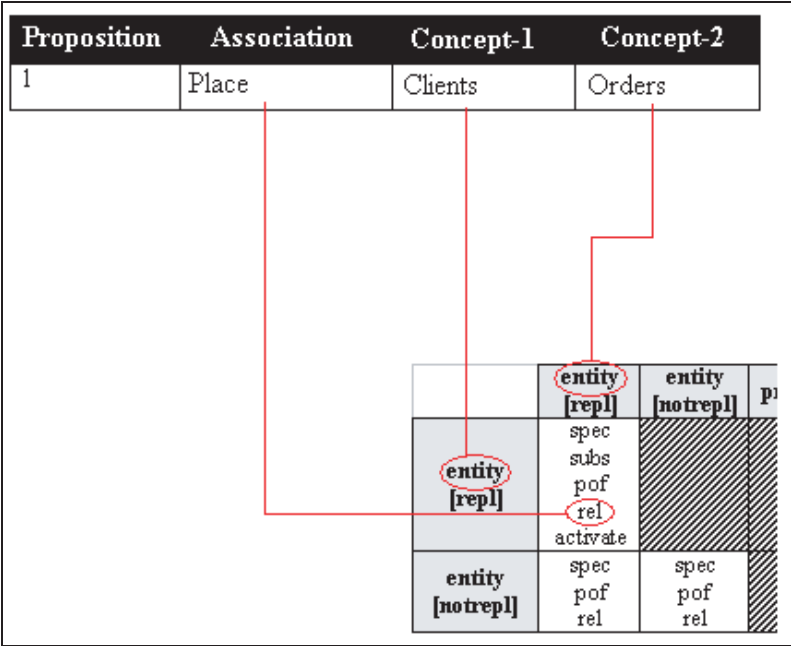 Proposition Association Concept-1 Concept-2
1 Place Clients Orders
entity entity
[repl] [notrepl] pr
entity
[repl]
spec
subs
pof
rel
activate
entity
[notrepl]
spec spec
pof pof
rel rel